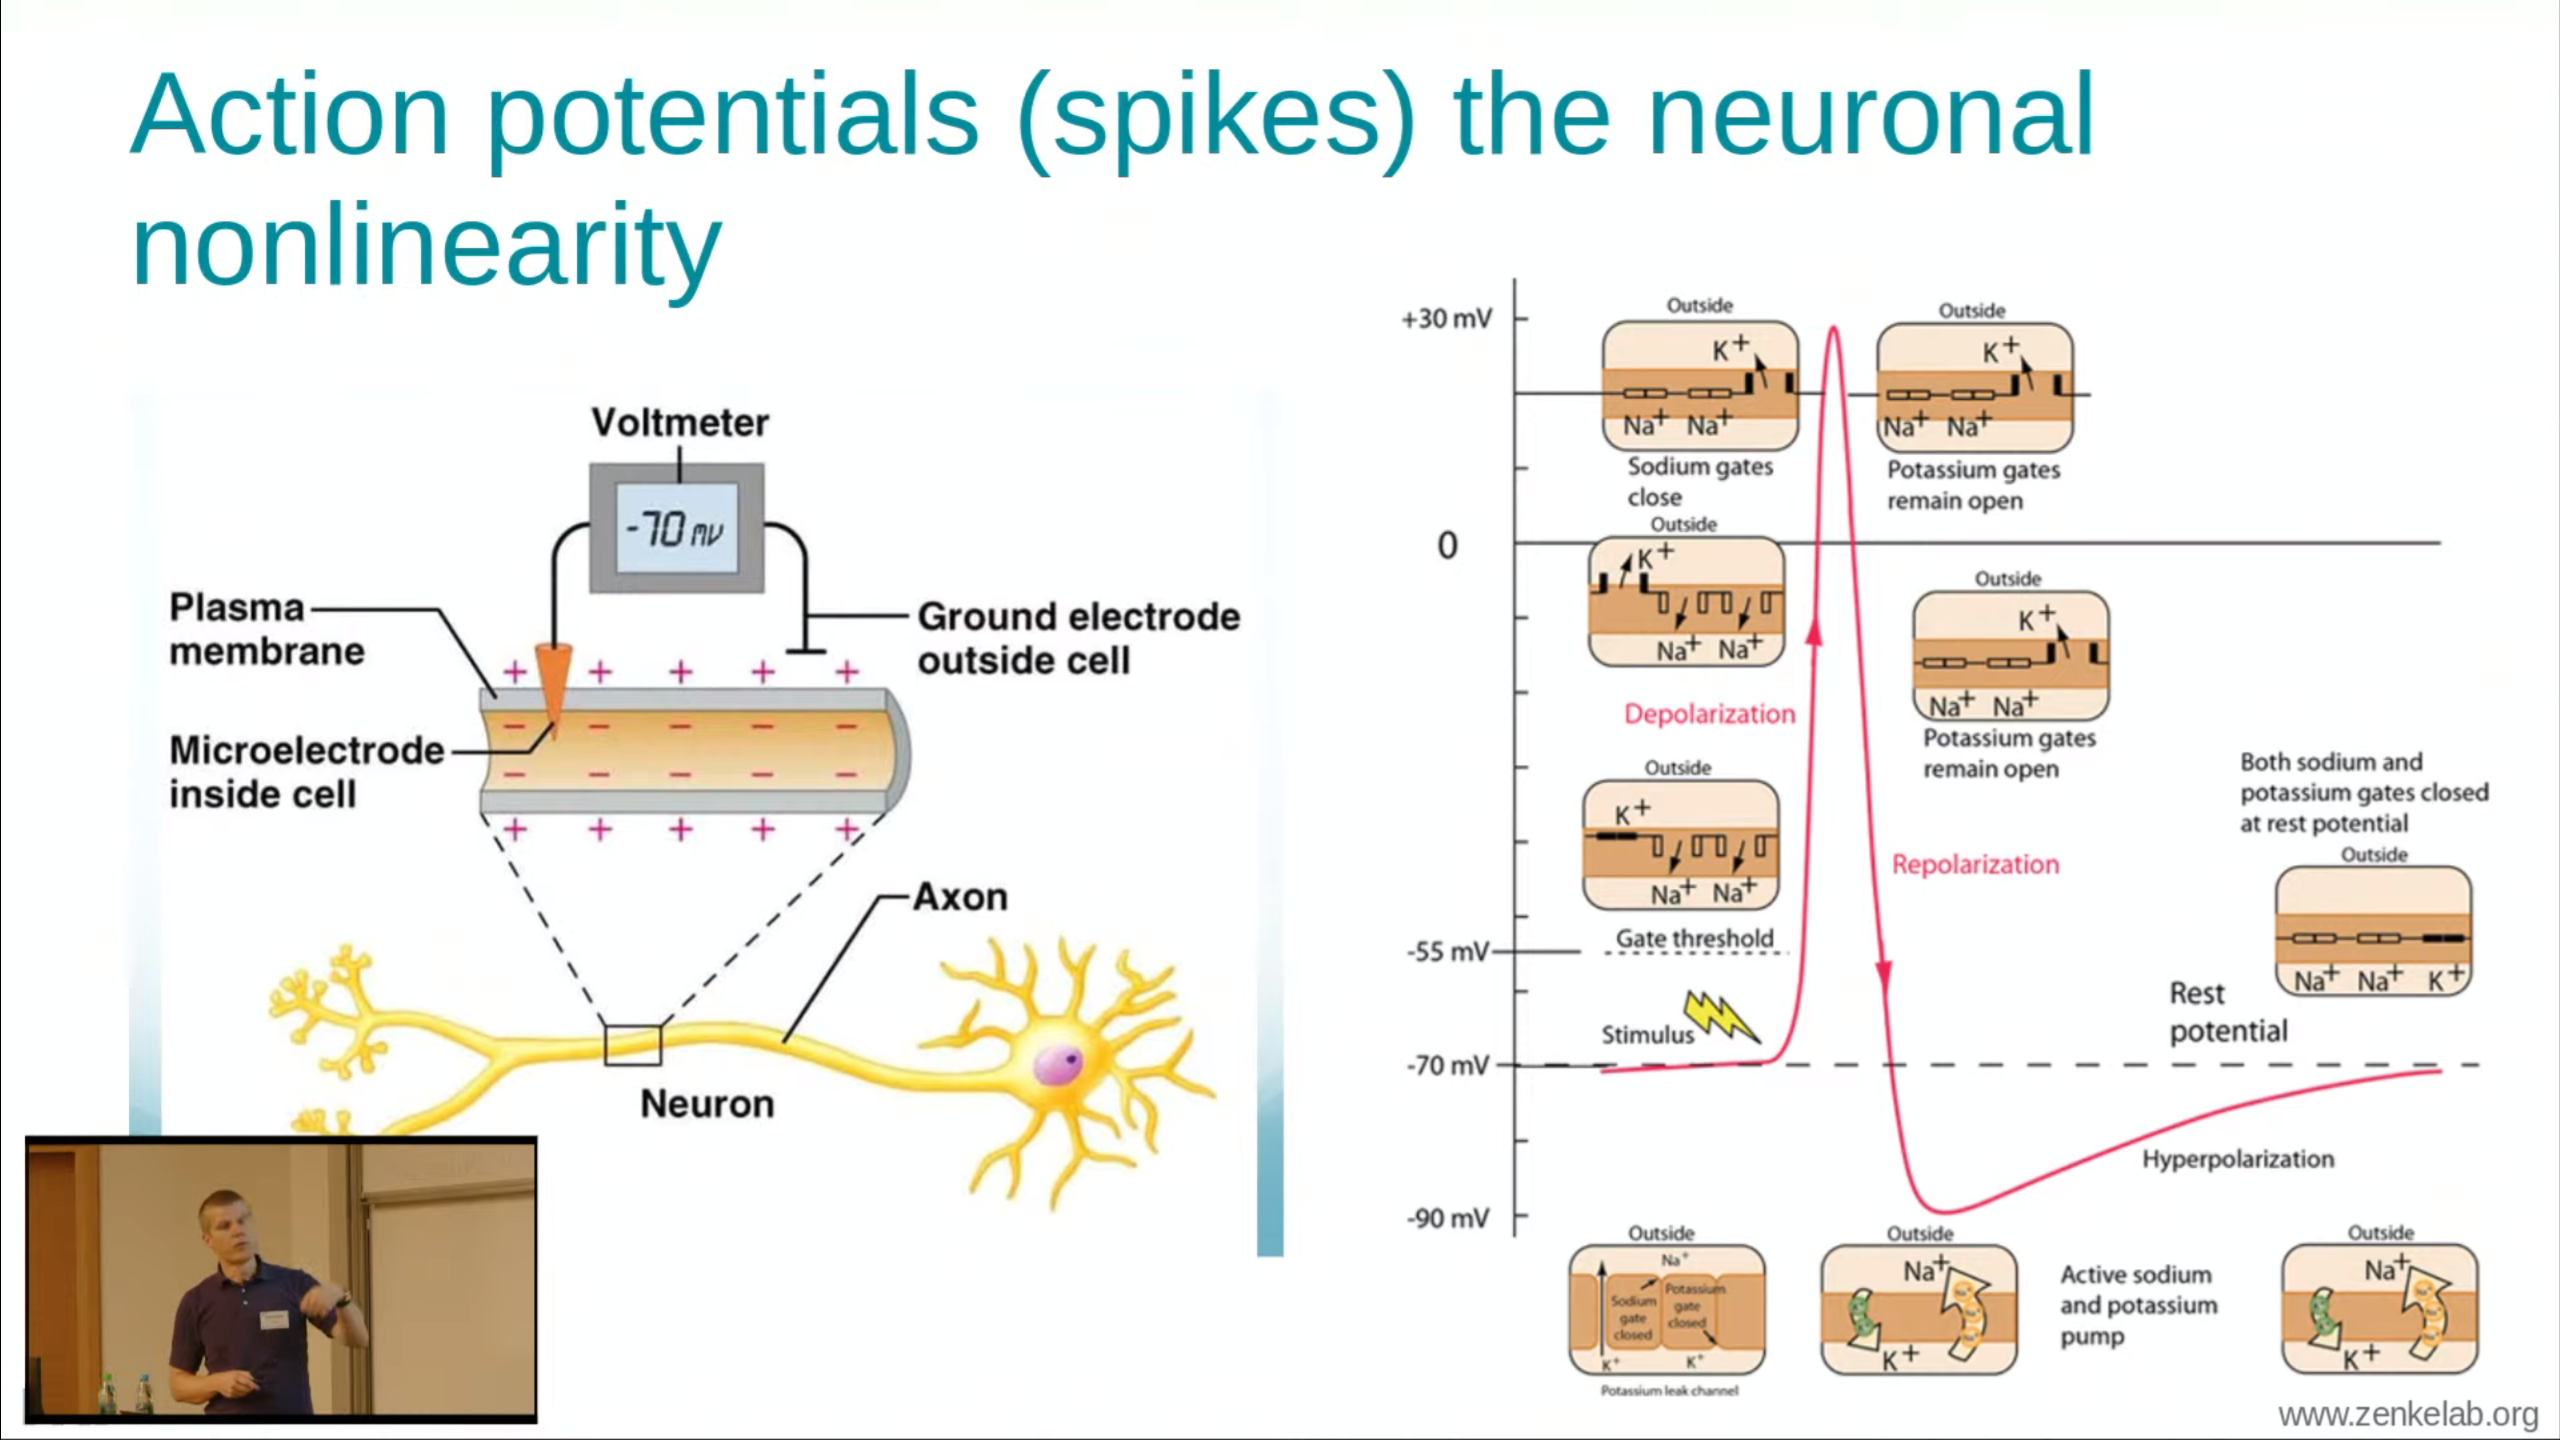 Action potentials (spikes) the neuronal
nonlinearity
Voltmeter
-70 mV
Plasma
membrane
Ground electrode
outside cell
+ + + + +
− − − − −
Microelectrode
inside cell
− − − − −
+ + + + +
Axon
Neuron
+30 mV
0
-55 mV
-70 mV
-90 mV
Outside
K+
Na+ Na+
Sodium gates
close
Outside
K+
Na+ Na+
Potassium gates
remain open
Outside
K+
Na+ Na+
Depolarization
Outside
K+
Na+ Na+
Potassium gates
remain open
Outside
K+
Na+ Na+
Gate threshold
Stimulus
Repolarization
Both sodium and
potassium gates closed
at rest potential
Outside
Na+ Na+ K+
Rest
potential
Hyperpolarization
Outside
Na+
Sodium
gate
closed
Potassium
gate
closed
K+ K+
Potassium leak channel
Outside
Na+
K+
Active sodium
and potassium
pump
Outside
Na+
K+
www.zenkelab.org